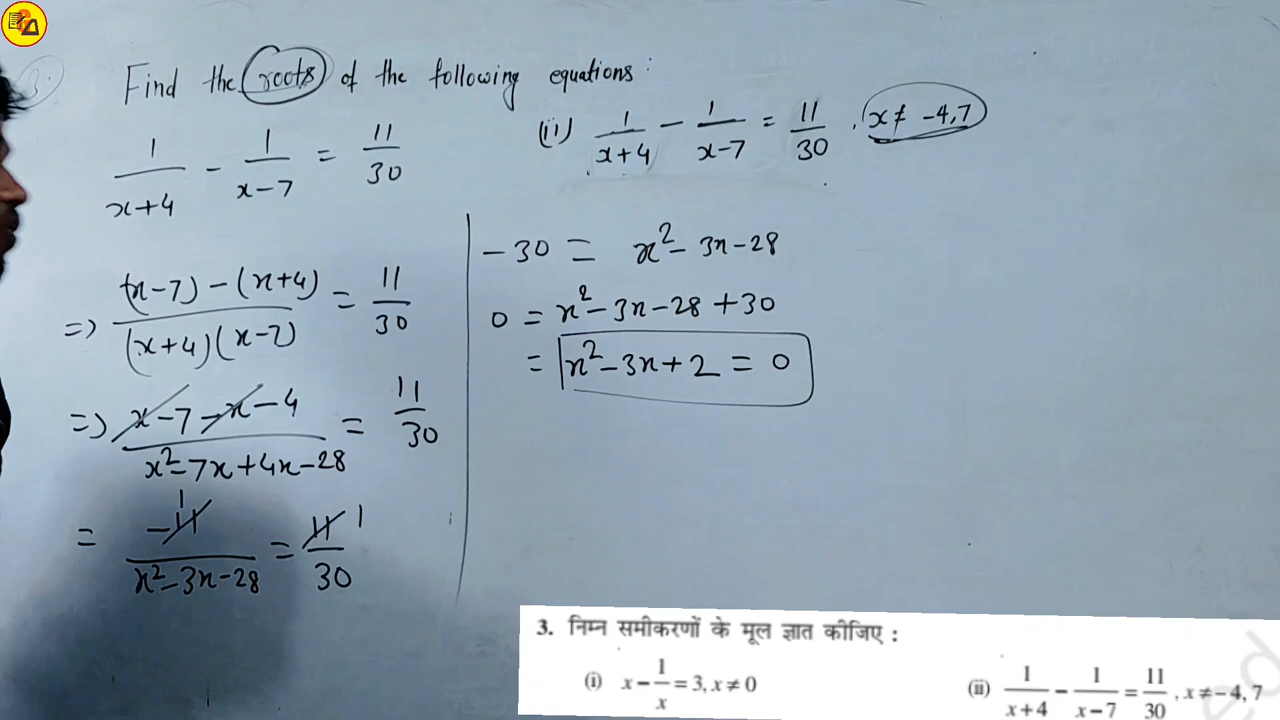 3.
Find the roots of the following equations :
1/(x+4) - 1/(x-7) = 11/30
(ii) 1/(x+4) - 1/(x-7) = 11/30 , x ≠ -4,7
=> ((x-7) - (x+4))/((x+4)(x-7)) = 11/30
=> (x-7-x-4)/(x²-7x+4x-28) = 11/30
= -11/(x²-3x-28) = 11/30
1
1
-30 = x²-3x-28
0 = x²-3x-28+30
= x²-3x+2 = 0
3. निम्न समीकरणों के मूल ज्ञात कीजिए :
(i) x - 1/x = 3, x ≠ 0
(ii) 1/(x+4) - 1/(x-7) = 11/30 , x ≠ -4, 7